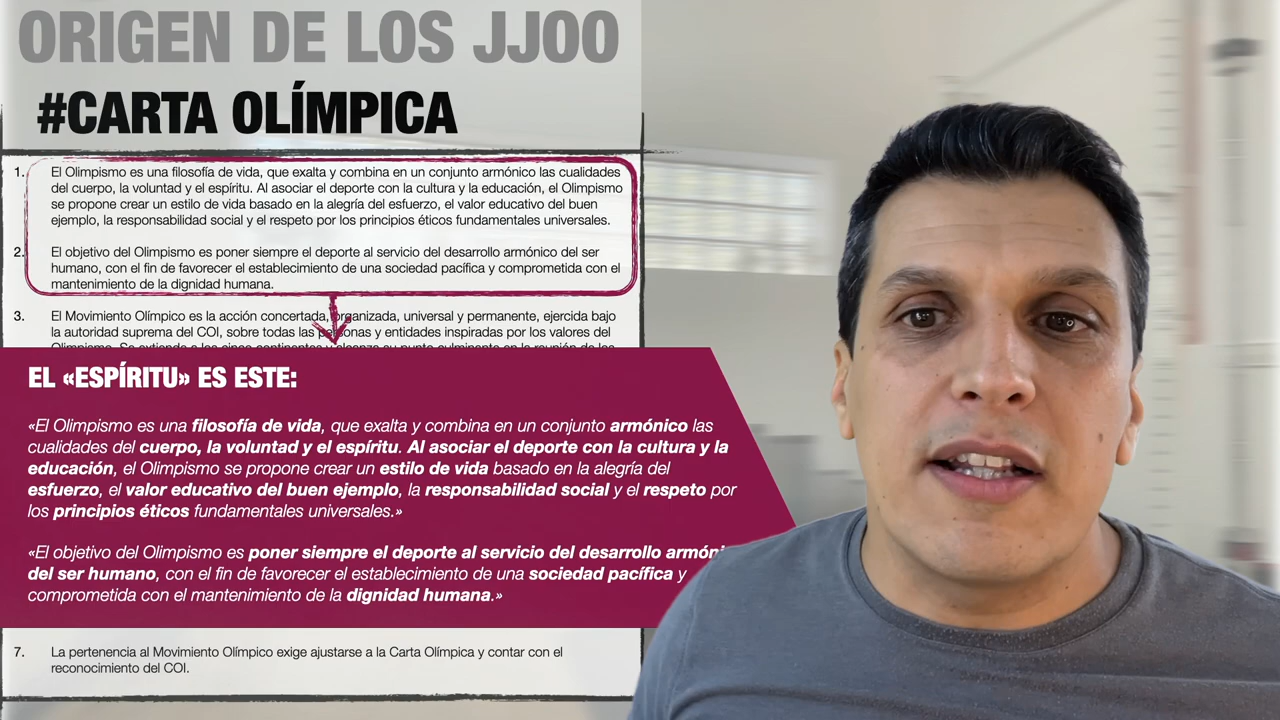 ORIGEN DE LOS JJOO
#CARTA OLÍMPICA
1. El Olimpismo es una filosofía de vida, que exalta y combina en un conjunto armónico las cualidades
del cuerpo, la voluntad y el espíritu. Al asociar el deporte con la cultura y la educación, el Olimpismo
se propone crear un estilo de vida basado en la alegría del esfuerzo, el valor educativo del buen
ejemplo, la responsabilidad social y el respeto por los principios éticos fundamentales universales.
2. El objetivo del Olimpismo es poner siempre el deporte al servicio del desarrollo armónico del ser
humano, con el fin de favorecer el establecimiento de una sociedad pacífica y comprometida con el
mantenimiento de la dignidad humana.
3. El Movimiento Olímpico es la acción concertada, organizada, universal y permanente, ejercida bajo
la autoridad suprema del COI, sobre todas las personas y entidades inspiradas por los valores del
EL «ESPÍRITU» ES ESTE:
«El Olimpismo es una filosofía de vida, que exalta y combina en un conjunto armónico las
cualidades del cuerpo, la voluntad y el espíritu. Al asociar el deporte con la cultura y la
educación, el Olimpismo se propone crear un estilo de vida basado en la alegría del
esfuerzo, el valor educativo del buen ejemplo, la responsabilidad social y el respeto por
los principios éticos fundamentales universales.»
«El objetivo del Olimpismo es poner siempre el deporte al servicio del desarrollo
del ser humano, con el fin de favorecer el establecimiento de una sociedad pacífica y
comprometida con el mantenimiento de la dignidad humana.»
7. La pertenencia al Movimiento Olímpico exige ajustarse a la Carta Olímpica y contar con el
reconocimiento del COI.